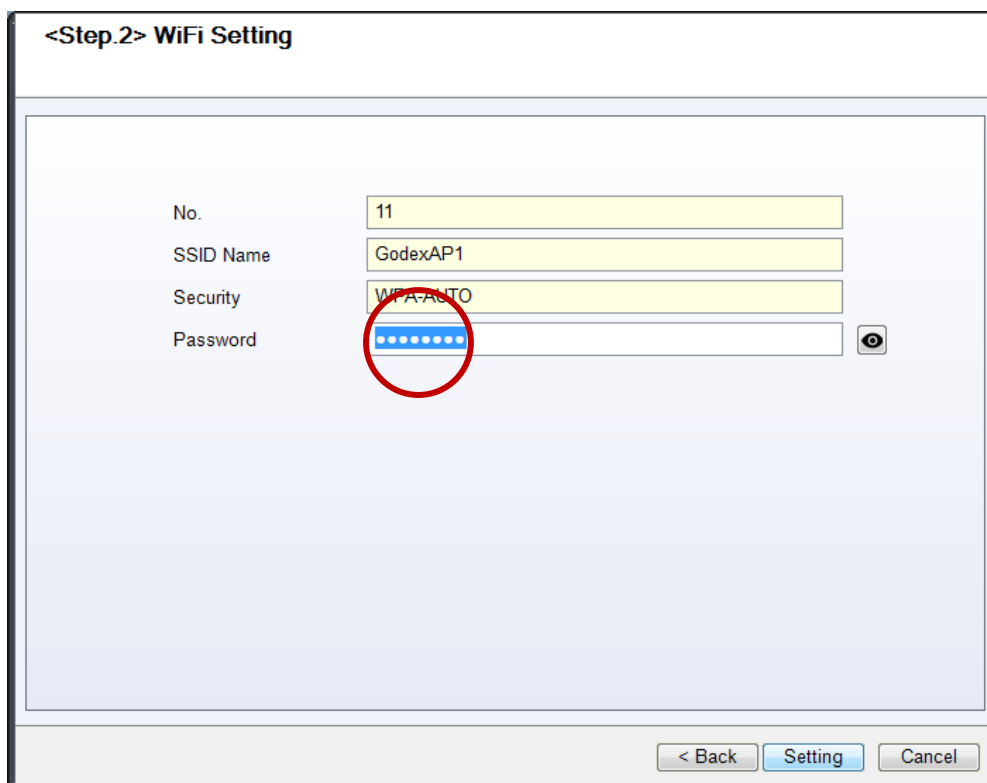 <Step.2> WiFi Setting
No. 11
SSID Name GodexAP1
Security WPA-AUTO
Password ••••••••
< Back Setting Cancel